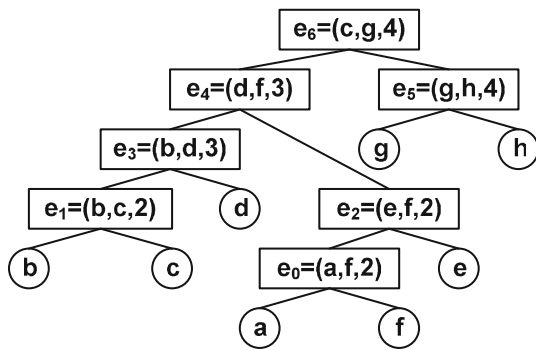 e₆=(c,g,4)
e₄=(d,f,3)
e₅=(g,h,4)
e₃=(b,d,3)
g
h
e₁=(b,c,2)
d
e₂=(e,f,2)
b
c
e₀=(a,f,2)
e
a
f